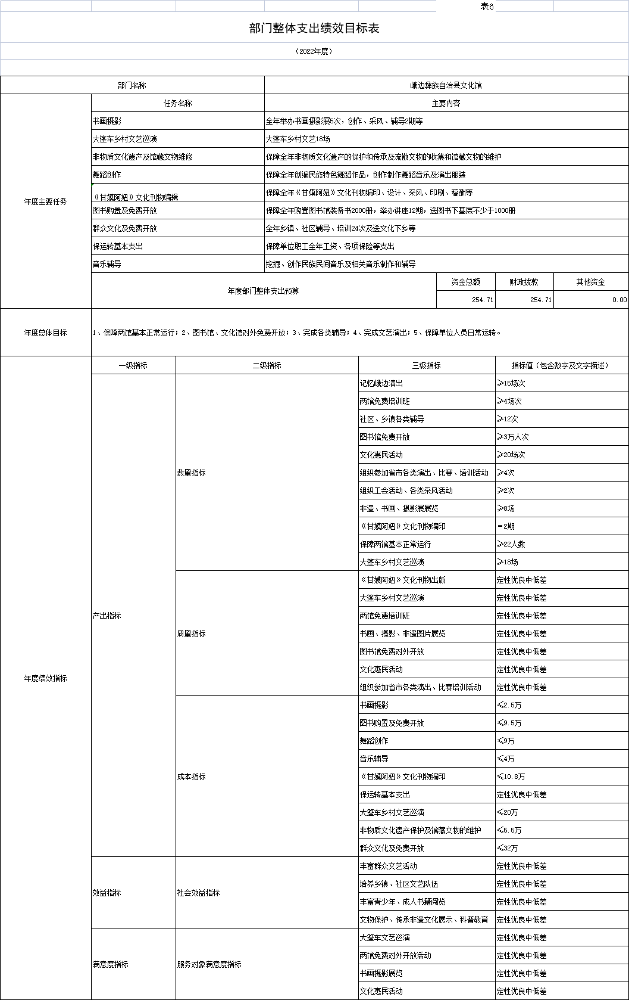 表6
部门整体支出绩效目标表
（2022年度）
部门名称 峨边彝族自治县文化馆
年度主要任务 任务名称 主要内容
书画摄影 全年举办书画摄影展5次，创作、采风、辅导2期等
大篷车乡村文艺巡演 大篷车乡村文艺18场
非物质文化遗产及馆藏文物维修 保障全年非物质文化遗产的保护和传承及流散文物的收集和馆藏文物的维护
舞蹈创作 保障全年创编民族特色舞蹈作品，创作制作舞蹈音乐及演出服装
《甘嫫阿妞》文化刊物编辑 保障全年《甘嫫阿妞》文化刊物编印、设计、采风、印刷、稿酬等
图书购置及免费开放 保障全年购置图书馆装备书2000册，举办讲座12期，送图书下基层不少于1000册
群众文化及免费开放 全年乡镇、社区辅导、培训24次及送文化下乡等
保运转基本支出 保障单位职工全年工资、各项保险等支出
音乐辅导 挖掘、创作民族民间音乐及相关音乐制作和辅导
年度部门整体支出预算 资金总额 财政拨款 其他资金
254.71 254.71 0.00
年度总体目标 1、保障两馆基本正常运行；2、图书馆、文化馆对外免费开放；3、完成各类辅导；4、完成文艺演出；5、保障单位人员日常运转。
年度绩效指标 一级指标 二级指标 三级指标 指标值（包含数字及文字描述）
产出指标 数量指标 记忆峨边演出 ≥15场次
两馆免费培训班 ≥4场次
社区、乡镇各类辅导 ≥12次
图书馆免费开放 ≥3万人次
文化惠民活动 ≥20场次
组织参加省市各类演出、比赛、培训活动 ≥4次
组织工会活动、各类采风活动 ≥2次
非遗、书画、摄影展展览 ≥8场
《甘嫫阿妞》文化刊物编印 ＝2期
保障两馆基本正常运行 ≥22人数
大篷车乡村文艺巡演 ≥18场
质量指标 《甘嫫阿妞》文化刊物出版 定性优良中低差
大篷车乡村文艺巡演 定性优良中低差
两馆免费培训班 定性优良中低差
书画、摄影、非遗图片展览 定性优良中低差
图书馆免费对外开放 定性优良中低差
文化惠民活动 定性优良中低差
组织参加省市各类演出、比赛培训活动 定性优良中低差
成本指标 书画摄影 ≤2.5万
图书购置及免费开放 ≤9.5万
舞蹈创作 ≤9万
音乐辅导 ≤4万
《甘嫫阿妞》文化刊物编印 ≤10.8万
保运转基本支出 定性优良中低差
大篷车乡村文艺巡演 ≤20万
非物质文化遗产保护及馆藏文物的维护 ≤5.5万
群众文化及免费开放 ≤32万
效益指标 社会效益指标 丰富群众文艺活动 定性优良中低差
培养乡镇、社区文艺队伍 定性优良中低差
丰富青少年、成人书籍阅览 定性优良中低差
文物保护、传承非遗文化展示、科普教育 定性优良中低差
满意度指标 服务对象满意度指标 大篷车文艺巡演 定性优良中低差
两馆免费对外开放活动 定性优良中低差
书画摄影展览 定性优良中低差
文化惠民活动 定性优良中低差